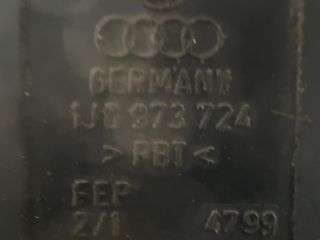 GERMANY
1J0 973 724
> PBT <
FEP
2/1 4799